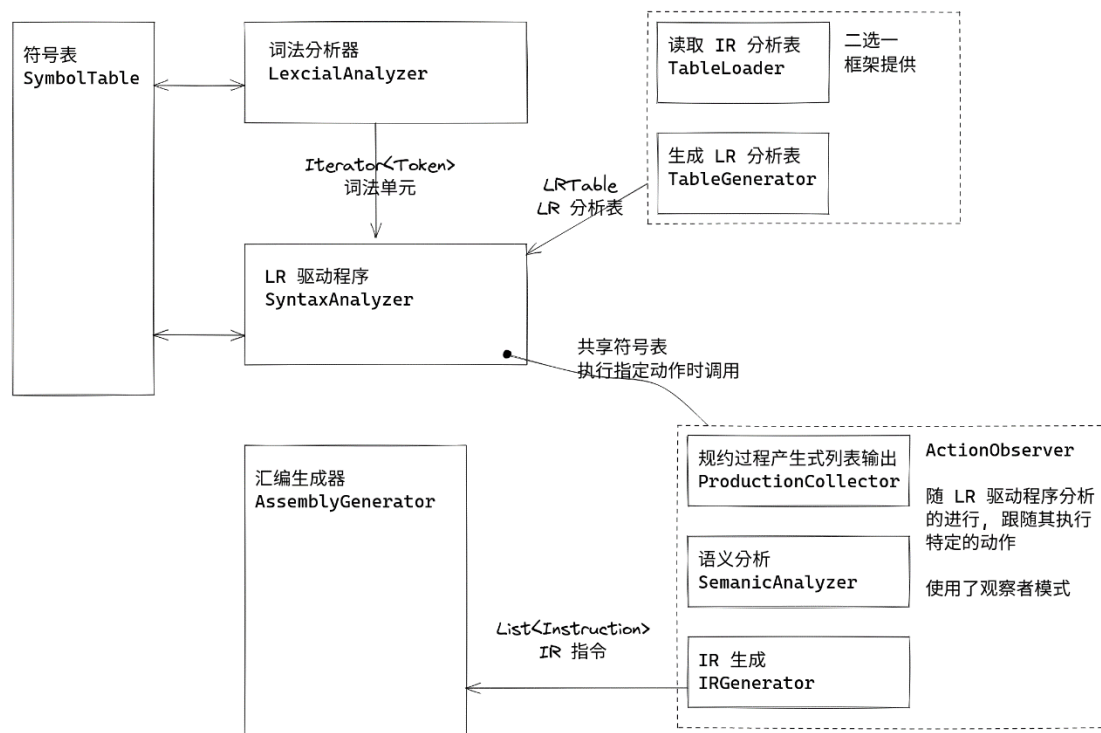 符号表
SymbolTable
词法分析器
LexcialAnalyzer
读取 IR 分析表
TableLoader
二选一
框架提供
生成 LR 分析表
TableGenerator
Iterator<Token>
词法单元
LRTable
LR 分析表
LR 驱动程序
SyntaxAnalyzer
共享符号表
执行指定动作时调用
汇编生成器
AssemblyGenerator
规约过程产生式列表输出
ProductionCollector
ActionObserver
随 LR 驱动程序分析
的进行, 跟随其执行
特定的动作
使用了观察者模式
语义分析
SemanicAnalyzer
List<Instruction>
IR 指令
IR 生成
IRGenerator